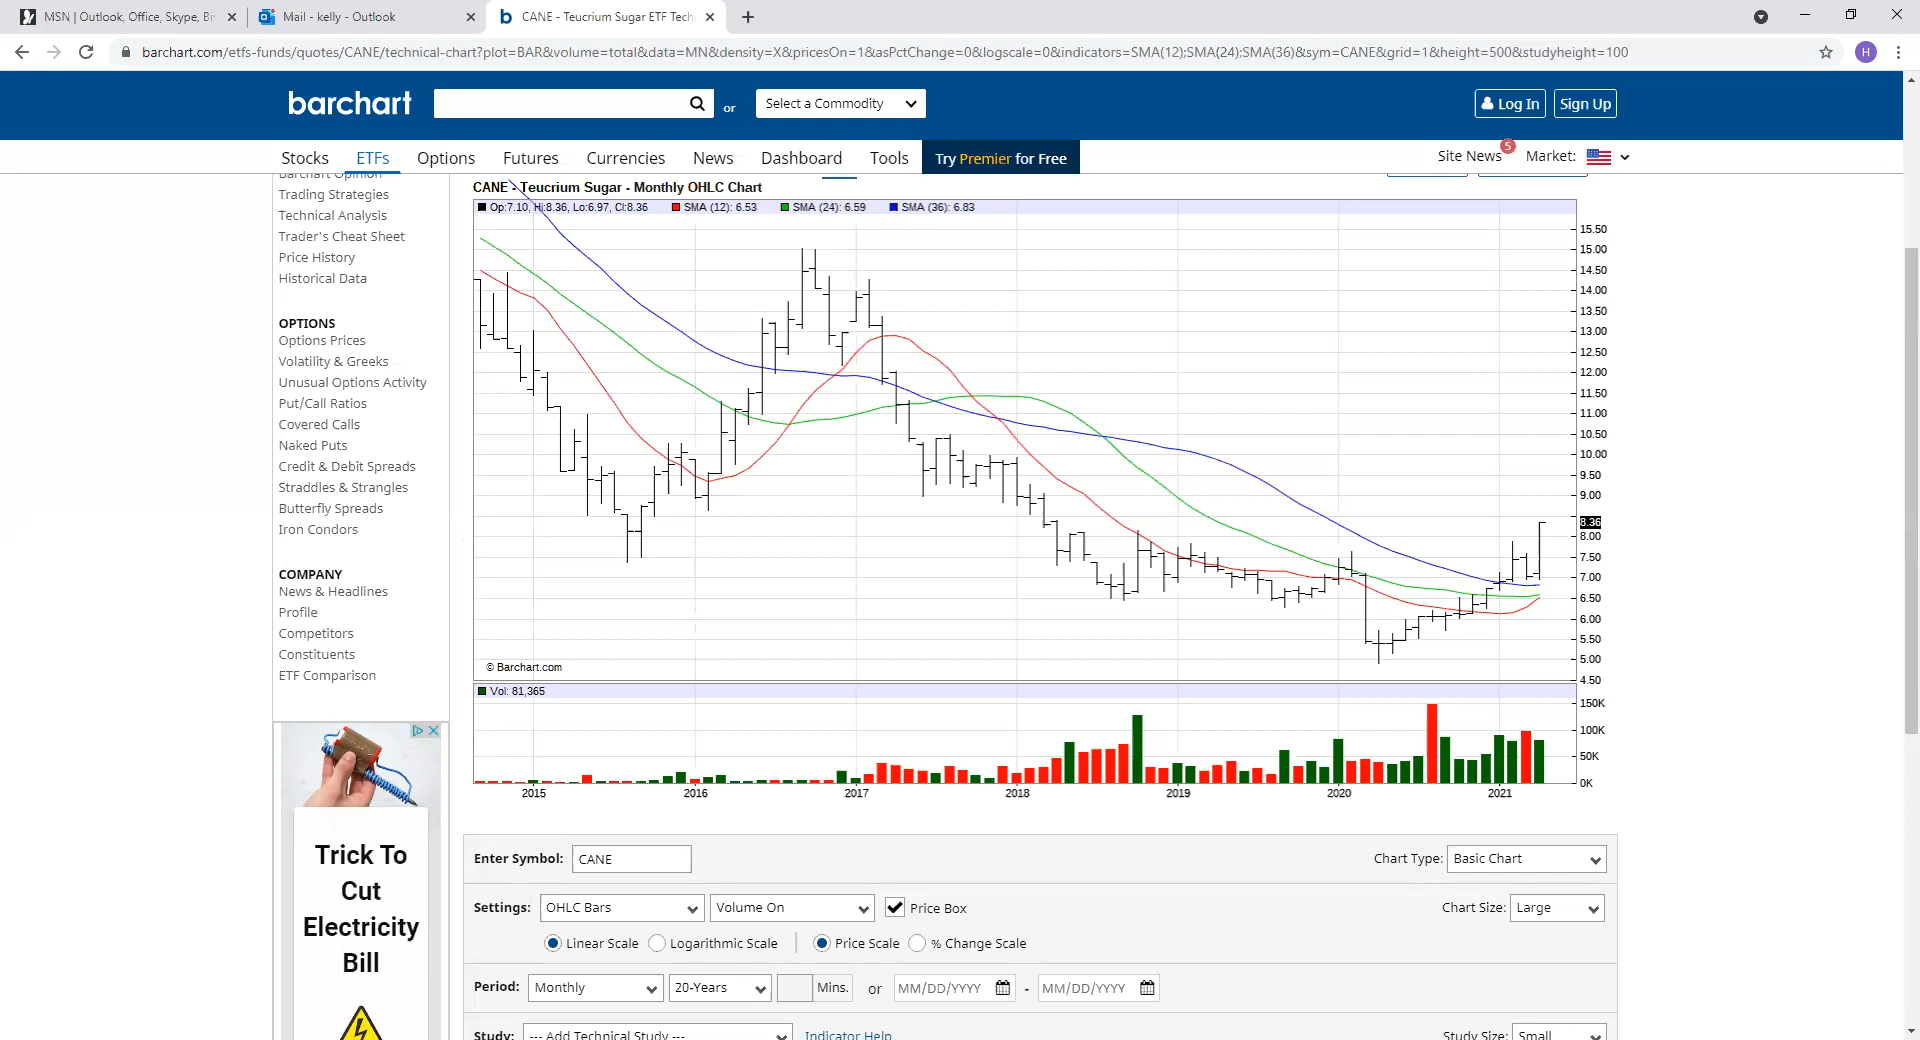 MSN | Outlook, Office, Skype, Bi
Mail - kelly - Outlook
CANE - Teucrium Sugar ETF Tech
barchart.com/etfs-funds/quotes/CANE/technical-chart?plot=BAR&volume=total&data=MN&density=X&pricesOn=1&asPctChange=0&logscale=0&indicators=SMA(12);SMA(24);SMA(36)&sym=CANE&grid=1&height=500&studyheight=100
H
barchart
or
Select a Commodity
Log In
Sign Up
Stocks
ETFs
Options
Futures
Currencies
News
Dashboard
Tools
Try Premier for Free
Site News
5
Market:
Barchart Opinion
Trading Strategies
Technical Analysis
Trader's Cheat Sheet
Price History
Historical Data
OPTIONS
Options Prices
Volatility & Greeks
Unusual Options Activity
Put/Call Ratios
Covered Calls
Naked Puts
Credit & Debit Spreads
Straddles & Strangles
Butterfly Spreads
Iron Condors
COMPANY
News & Headlines
Profile
Competitors
Constituents
ETF Comparison
Trick To
Cut
Electricity
Bill
CANE - Teucrium Sugar - Monthly OHLC Chart
Op:7.10, Hi:8.36, Lo:6.97, Cl:8.36
SMA (12): 6.53
SMA (24): 6.59
SMA (36): 6.83
15.50
15.00
14.50
14.00
13.50
13.00
12.50
12.00
11.50
11.00
10.50
10.00
9.50
9.00
8.36
8.00
7.50
7.00
6.50
6.00
5.50
5.00
4.50
© Barchart.com
Vol: 81,365
150K
100K
50K
0K
2015
2016
2017
2018
2019
2020
2021
Enter Symbol:
CANE
Chart Type:
Basic Chart
Settings:
OHLC Bars
Volume On
Price Box
Chart Size:
Large
Linear Scale
Logarithmic Scale
Price Scale
% Change Scale
Period:
Monthly
20-Years
Mins.
or
MM/DD/YYYY
-
MM/DD/YYYY
Study:
--- Add Technical Study ---
Indicator Help
Study Size:
Small